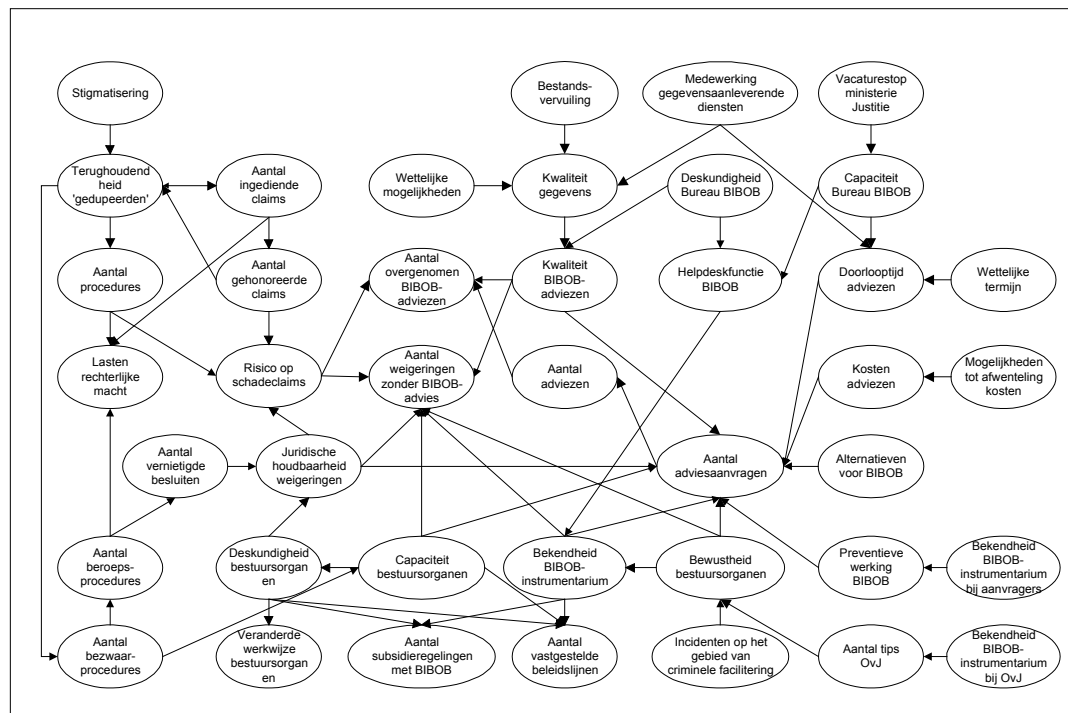 Stigmatisering
Bestands-
vervuiling
Medewerking
gegevensaanleverende
diensten
Vacaturestop
ministerie
Justitie
Terughoudend
heid
'gedupeerden'
Aantal
ingediende
claims
Wettelijke
mogelijkheden
Kwaliteit
gegevens
Deskundigheid
Bureau BIBOB
Capaciteit
Bureau BIBOB
Aantal
procedures
Aantal
gehonoreerde
claims
Aantal
overgenomen
BIBOB-
adviezen
Kwaliteit
BIBOB-
adviezen
Helpdeskfunctie
BIBOB
Doorlooptijd
adviezen
Wettelijke
termijn
Lasten
rechterlijke
macht
Risico op
schadeclaims
Aantal
weigeringen
zonder BIBOB-
advies
Aantal
adviezen
Kosten
adviezen
Mogelijkheden
tot afwenteling
kosten
Aantal
vernietigde
besluiten
Juridische
houdbaarheid
weigeringen
Aantal
adviesaanvragen
Alternatieven
voor BIBOB
Aantal
beroeps-
procedures
Deskundigheid
bestuursorgan
en
Capaciteit
bestuursorganen
Bekendheid
BIBOB-
instrumentarium
Bewustheid
bestuursorganen
Preventieve
werking
BIBOB
Bekendheid
BIBOB-
instrumentarium
bij aanvragers
Aantal
bezwaar-
procedures
Veranderde
werkwijze
bestuursorgan
en
Aantal
subsidieregelingen
met BIBOB
Aantal
vastgestelde
beleidslijnen
Incidenten op het
gebied van
criminele facilitering
Aantal tips
OvJ
Bekendheid
BIBOB-
instrumentarium
bij OvJ